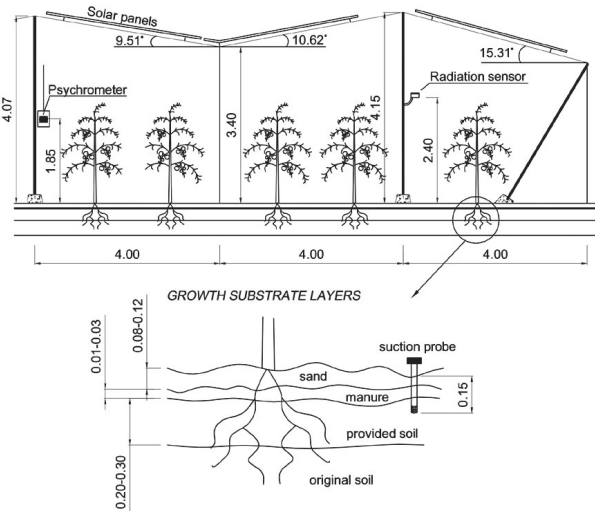 Solar panels
9.51°
10.62°
15.31°
Psychrometer
Radiation sensor
4.07
1.85
3.40
4.15
2.40
4.00
4.00
4.00
GROWTH SUBSTRATE LAYERS
0.01-0.03
0.08-0.12
suction probe
sand
manure
0.15
provided soil
original soil
0.20-0.30